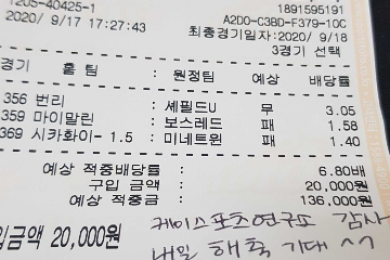 1205-40425-1 1891595191
2020/ 9/17 17:27:43 A2D0-C3BD-F379-10C
최종경기일자:2020/ 9/18
3경기 선택
경기 홈 팀 : 원정팀 예상 배당률
356 번리 : 셰필드U 무 3.05
359 마이말린 : 보스레드 패 1.58
369 시카화이- 1.5 : 미네트윈 패 1.40
예상 적중배당률 : 6.80배
구입 금액 : 20,000원
예상 적중금 : 136,000원
입금액 20,000원
케이스포츠연구소 감사
내일 해축 기대 ^^